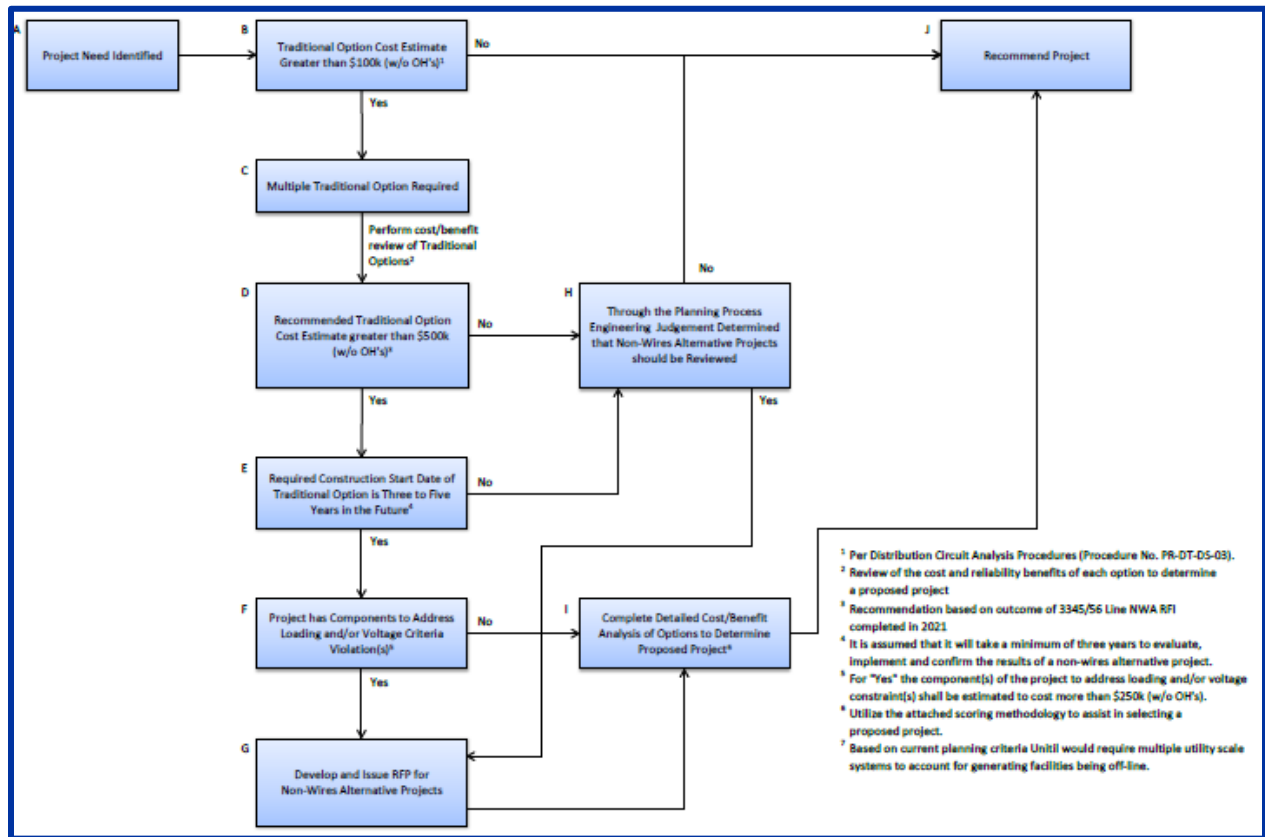 A
Project Need Identified
B
Traditional Option Cost Estimate
Greater than $100k (w/o OH's)¹
No
Yes
J
Recommend Project
C
Multiple Traditional Option Required
Perform cost/benefit
review of Traditional
Options²
D
Recommended Traditional Option
Cost Estimate greater than $500k
(w/o OH's)³
No
Yes
H
Through the Planning Process
Engineering Judgement Determined
that Non-Wires Alternative Projects
should be Reviewed
No
Yes
E
Required Construction Start Date of
Traditional Option is Three to Five
Years in the Future⁴
No
Yes
F
Project has Components to Address
Loading and/or Voltage Criteria
Violation(s)⁵
No
Yes
I
Complete Detailed Cost/Benefit
Analysis of Options to Determine
Proposed Project⁶
G
Develop and Issue RFP for
Non-Wires Alternative Projects
¹ Per Distribution Circuit Analysis Procedures (Procedure No. PR-DT-DS-03).
² Review of the cost and reliability benefits of each option to determine
a proposed project
³ Recommendation based on outcome of 3345/56 Line NWA RFI
completed in 2021
⁴ It is assumed that it will take a minimum of three years to evaluate,
implement and confirm the results of a non-wires alternative project.
⁵ For "Yes" the component(s) of the project to address loading and/or voltage
constraint(s) shall be estimated to cost more than $250k (w/o OH's).
⁶ Utilize the attached scoring methodology to assist in selecting a
proposed project.
⁷ Based on current planning criteria Unitil would require multiple utility scale
systems to account for generating facilities being off-line.